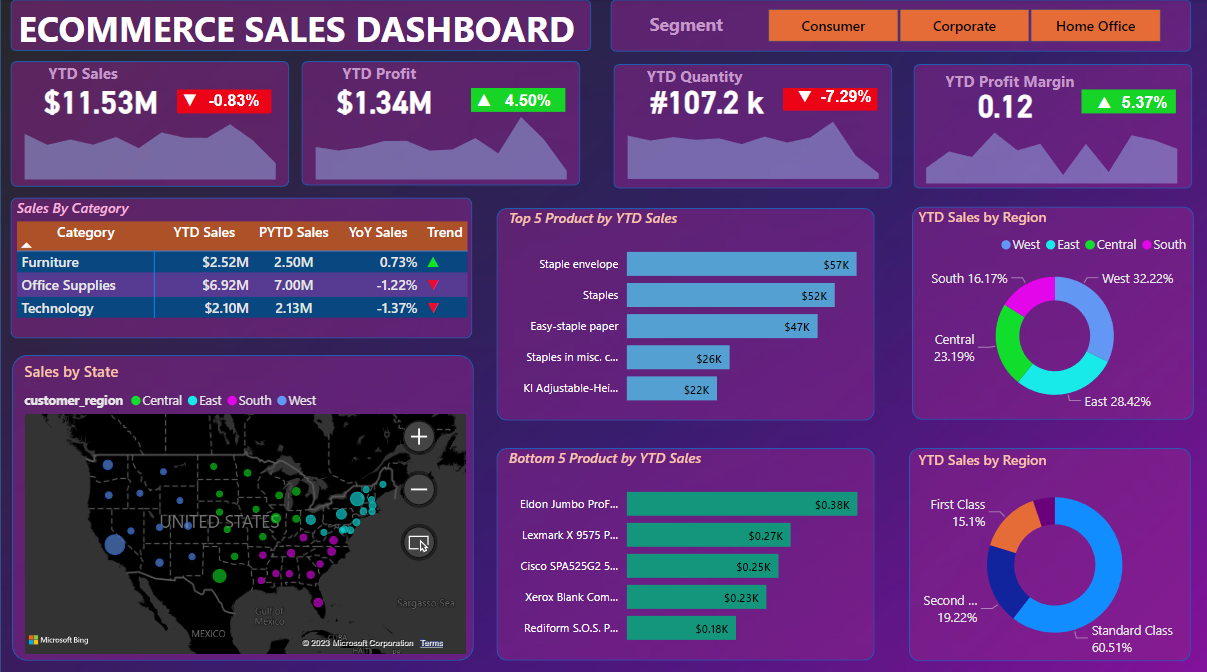 ECOMMERCE SALES DASHBOARD
Segment
Consumer
Corporate
Home Office
YTD Sales
$11.53M
▼ -0.83%
YTD Profit
$1.34M
▲ 4.50%
YTD Quantity
#107.2 k
▼ -7.29%
YTD Profit Margin
0.12
▲ 5.37%
Sales By Category
Category YTD Sales PYTD Sales YoY Sales Trend
Furniture $2.52M 2.50M 0.73% ▲
Office Supplies $6.92M 7.00M -1.22% ▼
Technology $2.10M 2.13M -1.37% ▼
Top 5 Product by YTD Sales
Staple envelope $57K
Staples $52K
Easy-staple paper $47K
Staples in misc. c... $26K
KI Adjustable-Hei... $22K
YTD Sales by Region
West East Central South
South 16.17%
West 32.22%
Central
23.19%
East 28.42%
Sales by State
customer_region Central East South West
UNITED STATES
Gulf of
Mexico
Sargasso Sea
MEXICO
CUBA
HAITI
Microsoft Bing
© 2023 Microsoft Corporation Terms
Bottom 5 Product by YTD Sales
Eldon Jumbo ProF... $0.38K
Lexmark X 9575 P... $0.27K
Cisco SPA525G2 5... $0.25K
Xerox Blank Com... $0.23K
Rediform S.O.S. P... $0.18K
YTD Sales by Region
First Class
15.1%
Second ...
19.22%
Standard Class
60.51%